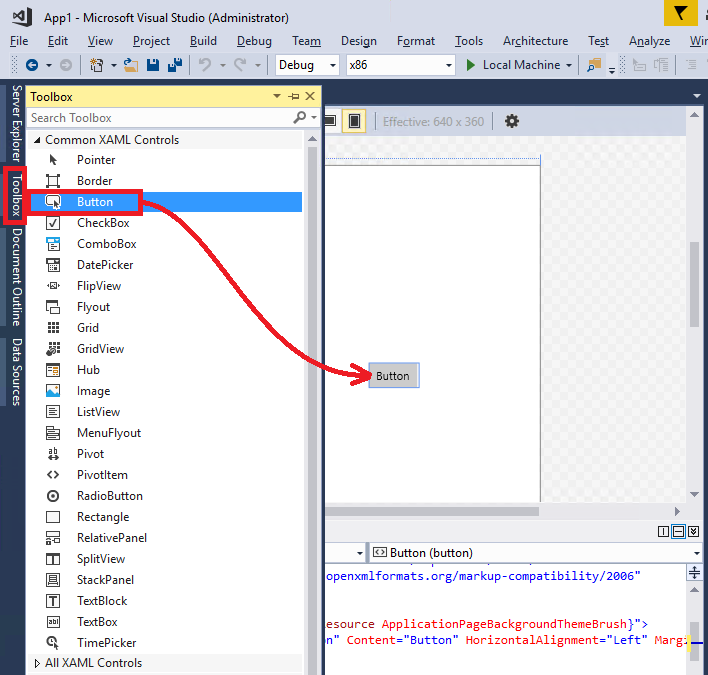 App1 - Microsoft Visual Studio (Administrator)
File Edit View Project Build Debug Team Design Format Tools Architecture Test Analyze
Debug x86 Local Machine
Server Explorer
Toolbox
Document Outline
Data Sources
Toolbox
Search Toolbox
Common XAML Controls
Pointer
Border
Button
CheckBox
ComboBox
DatePicker
FlipView
Flyout
Grid
GridView
Hub
Image
ListView
MenuFlyout
Pivot
PivotItem
RadioButton
Rectangle
RelativePanel
SplitView
StackPanel
TextBlock
TextBox
TimePicker
All XAML Controls
Effective: 640 x 360
Button
Button (button)
openxmlformats.org/markup-compatibility/2006"
esource ApplicationPageBackgroundThemeBrush}">
on" Content="Button" HorizontalAlignment="Left"